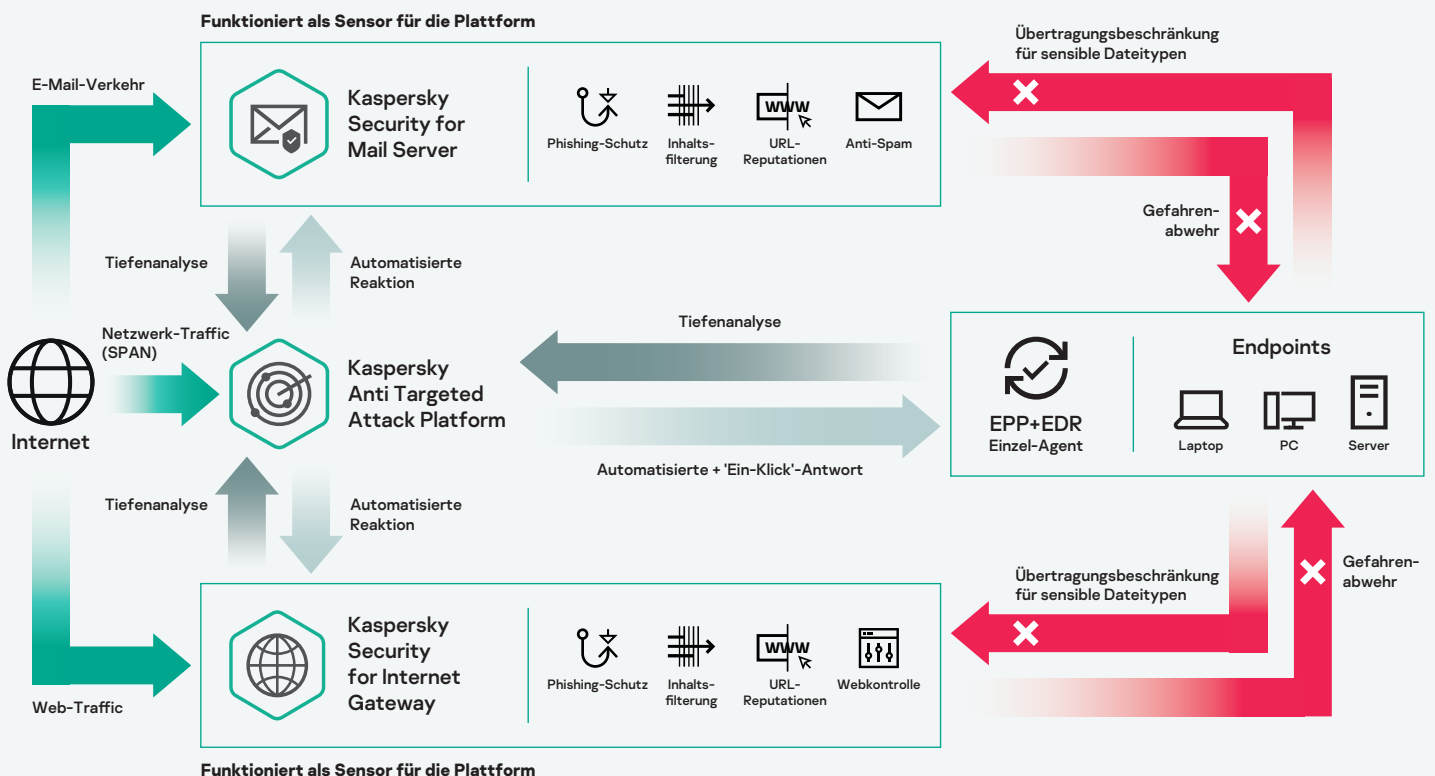 Funktioniert als Sensor für die Plattform
E-Mail-Verkehr
Kaspersky
Security for
Mail Server
Phishing-Schutz
Inhalts-
filterung
www
URL-
Reputationen
Anti-Spam
Übertragungsbeschränkung
für sensible Dateitypen
Gefahren-
abwehr
Tiefenanalyse
Automatisierte
Reaktion
Internet
Netzwerk-Traffic
(SPAN)
Kaspersky
Anti Targeted
Attack Platform
Tiefenanalyse
Automatisierte + 'Ein-Klick'-Antwort
EPP+EDR
Einzel-Agent
Endpoints
Laptop
PC
Server
Tiefenanalyse
Automatisierte
Reaktion
Übertragungsbeschränkung
für sensible Dateitypen
Gefahren-
abwehr
Web-Traffic
Kaspersky
Security
for Internet
Gateway
Phishing-Schutz
Inhalts-
filterung
www
URL-
Reputationen
Webkontrolle
Funktioniert als Sensor für die Plattform